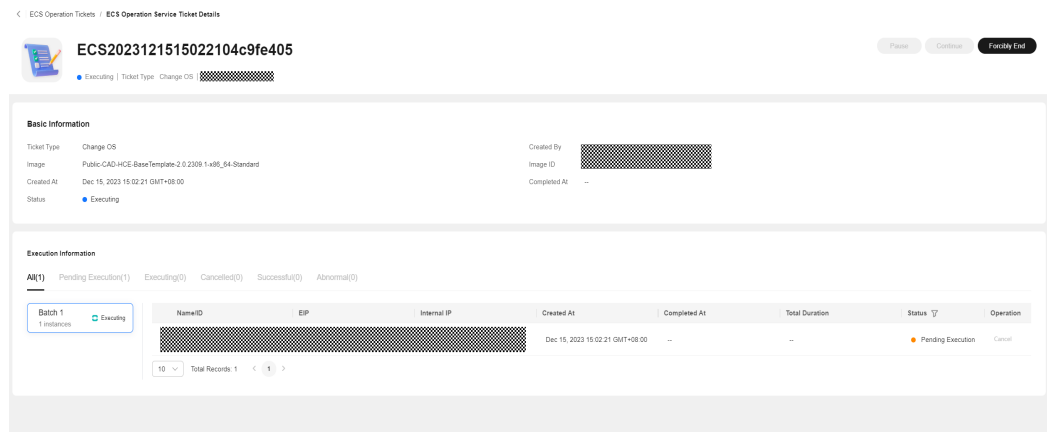 ECS Operation Tickets / ECS Operation Service Ticket Details
ECS2023121515022104c9fe405
Pause Continue Forcibly End
Executing | Ticket Type Change OS |
Basic Information
Ticket Type Change OS Created By
Image Public-CAD-HCE-BaseTemplate-2.0.2309.1-x86_64-Standard Image ID
Created At Dec 15, 2023 15:02:21 GMT+08:00 Completed At --
Status Executing
Execution Information
All(1) Pending Execution(1) Executing(0) Cancelled(0) Successful(0) Abnormal(0)
Batch 1 Executing
1 instances
Name/ID EIP Internal IP Created At Completed At Total Duration Status Operation
Dec 15, 2023 15:02:21 GMT+08:00 -- -- Pending Execution Cancel
10 Total Records: 1 < 1 >